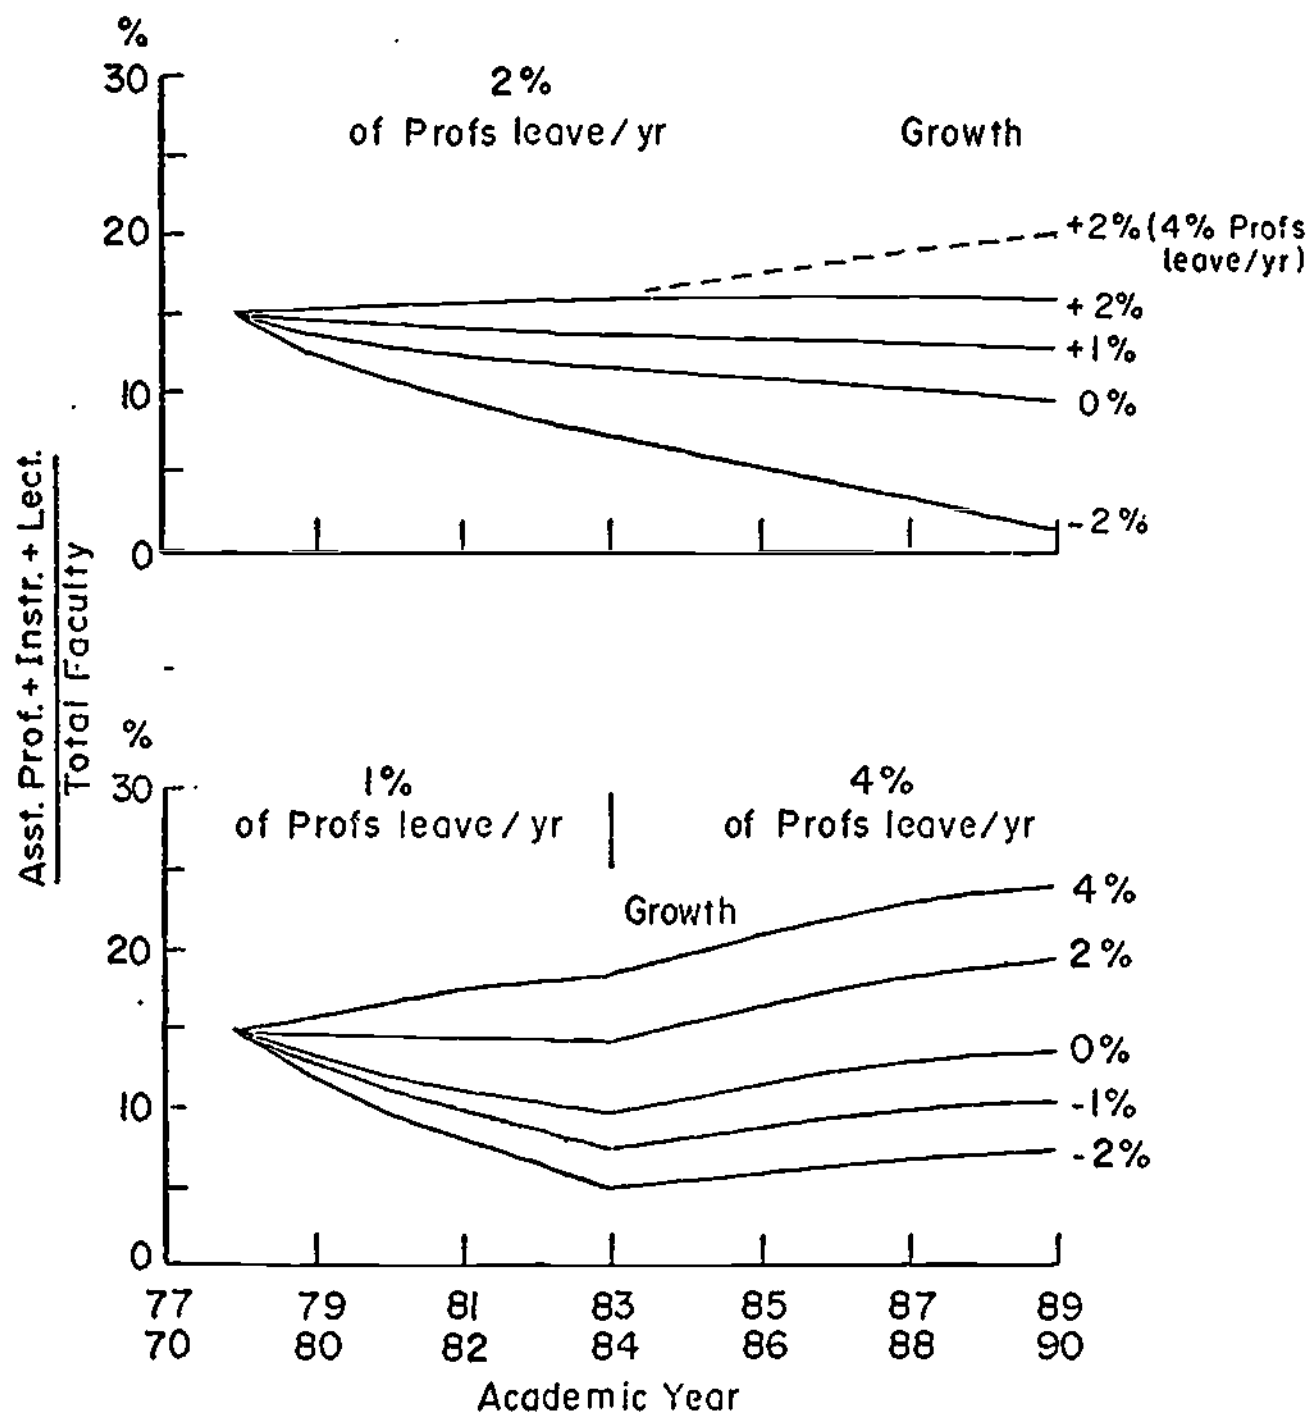 %
30
2%
of Profs leave/yr
Growth
20
+2% (4% Profs
leave/yr)
+2%
+1%
10
0%
-2%
0
Asst. Prof. + Instr. + Lect.
Total Faculty
%
30
1%
of Profs leave/yr
4%
of Profs leave/yr
Growth
4%
20
2%
0%
10
-1%
-2%
0
77 79 81 83 85 87 89
70 80 82 84 86 88 90
Academic Year